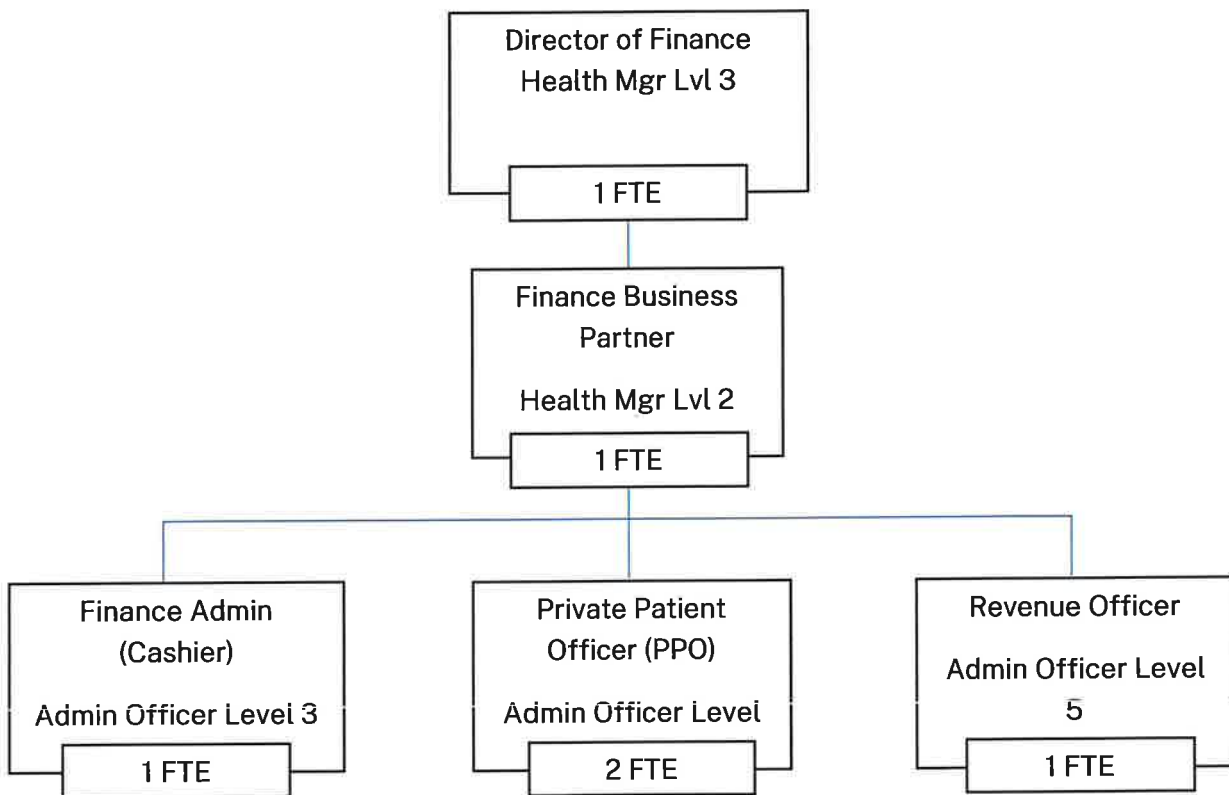 Director of Finance
Health Mgr Lvl 3
1 FTE
Finance Business
Partner
Health Mgr Lvl 2
1 FTE
Finance Admin
(Cashier)
Admin Officer Level 3
1 FTE
Private Patient
Officer (PPO)
Admin Officer Level
2 FTE
Revenue Officer
Admin Officer Level
5
1 FTE